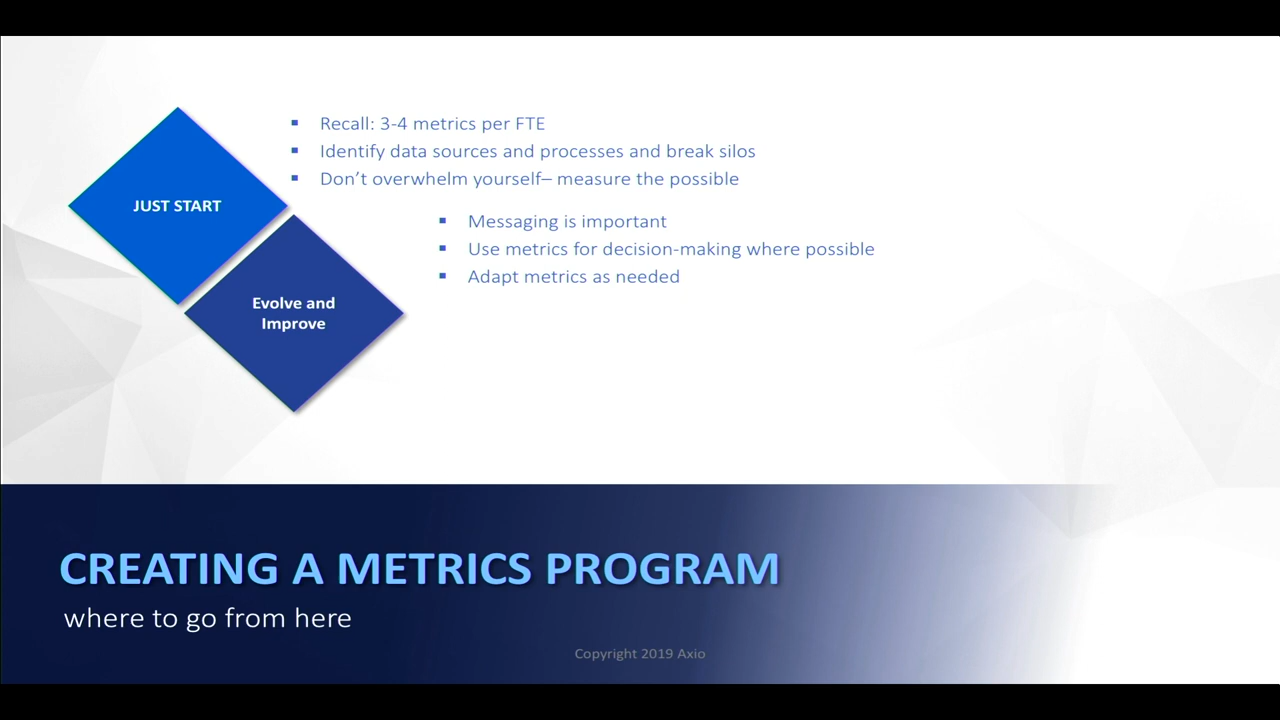 JUST START
▪ Recall: 3-4 metrics per FTE
▪ Identify data sources and processes and break silos
▪ Don’t overwhelm yourself– measure the possible
Evolve and
Improve
▪ Messaging is important
▪ Use metrics for decision-making where possible
▪ Adapt metrics as needed
CREATING A METRICS PROGRAM
where to go from here
Copyright 2019 Axio